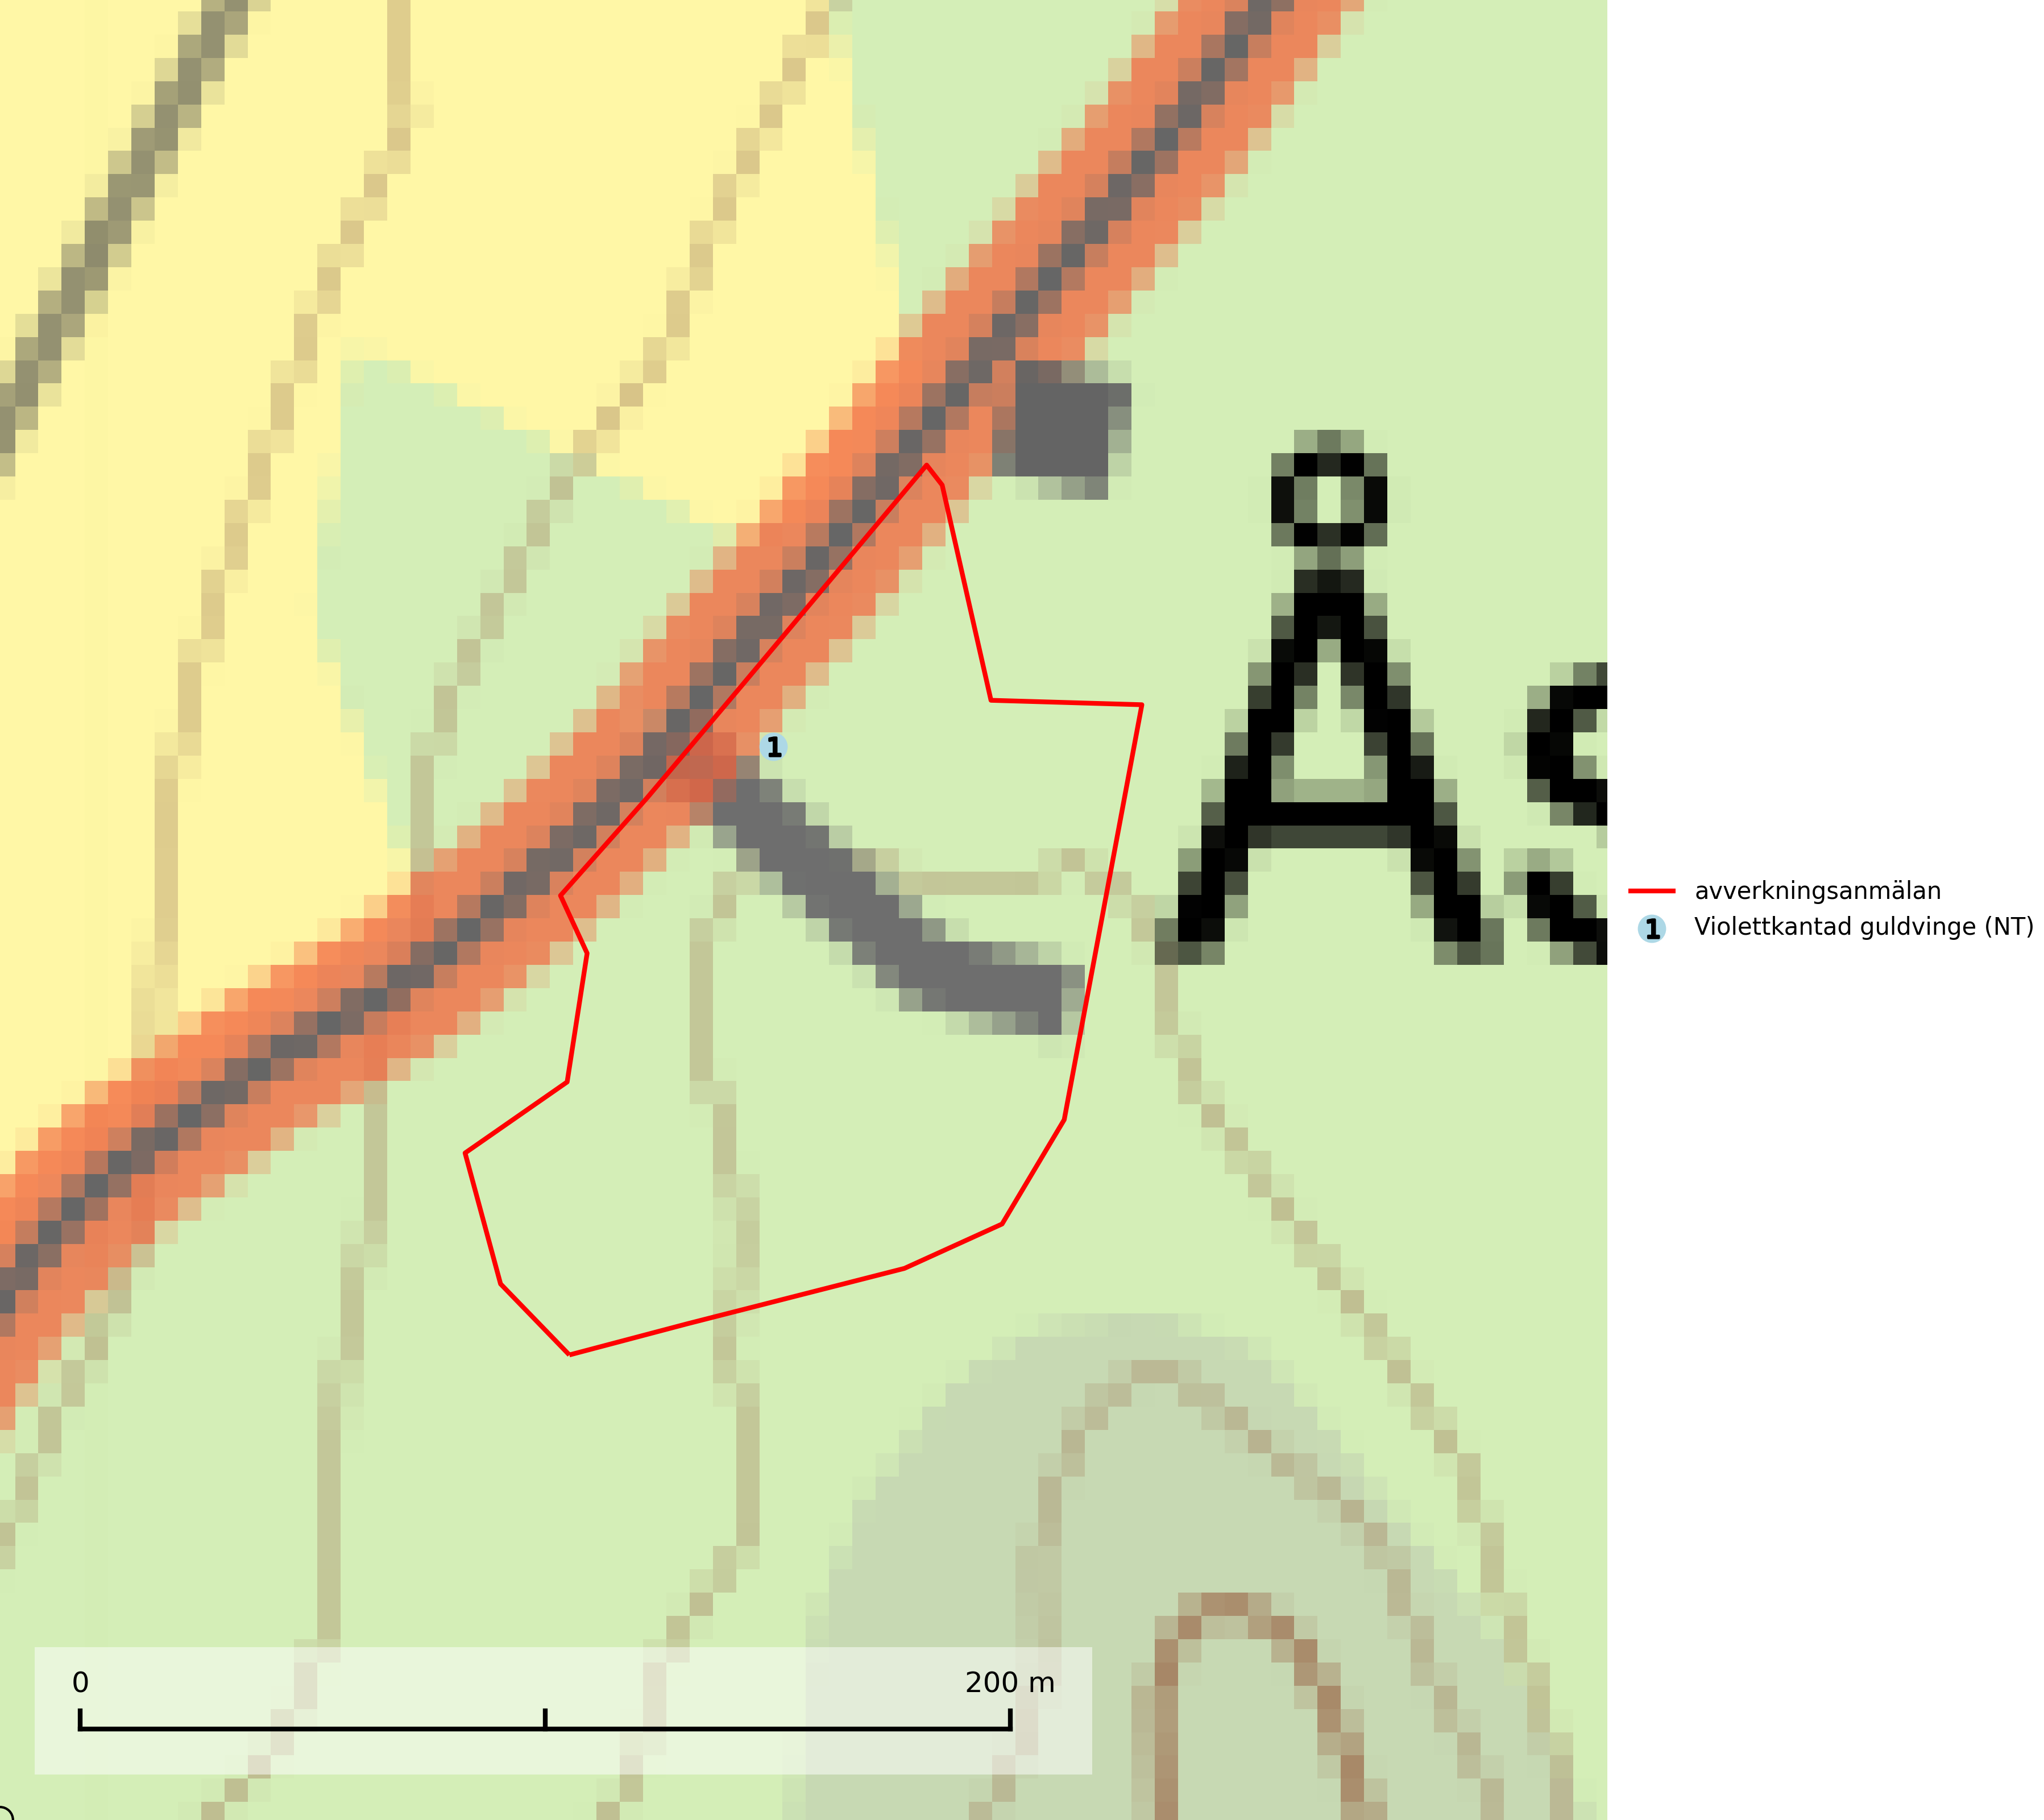 1
Å
avverkningsanmälan
1 Violettkantad guldvinge (NT)
0 200 m